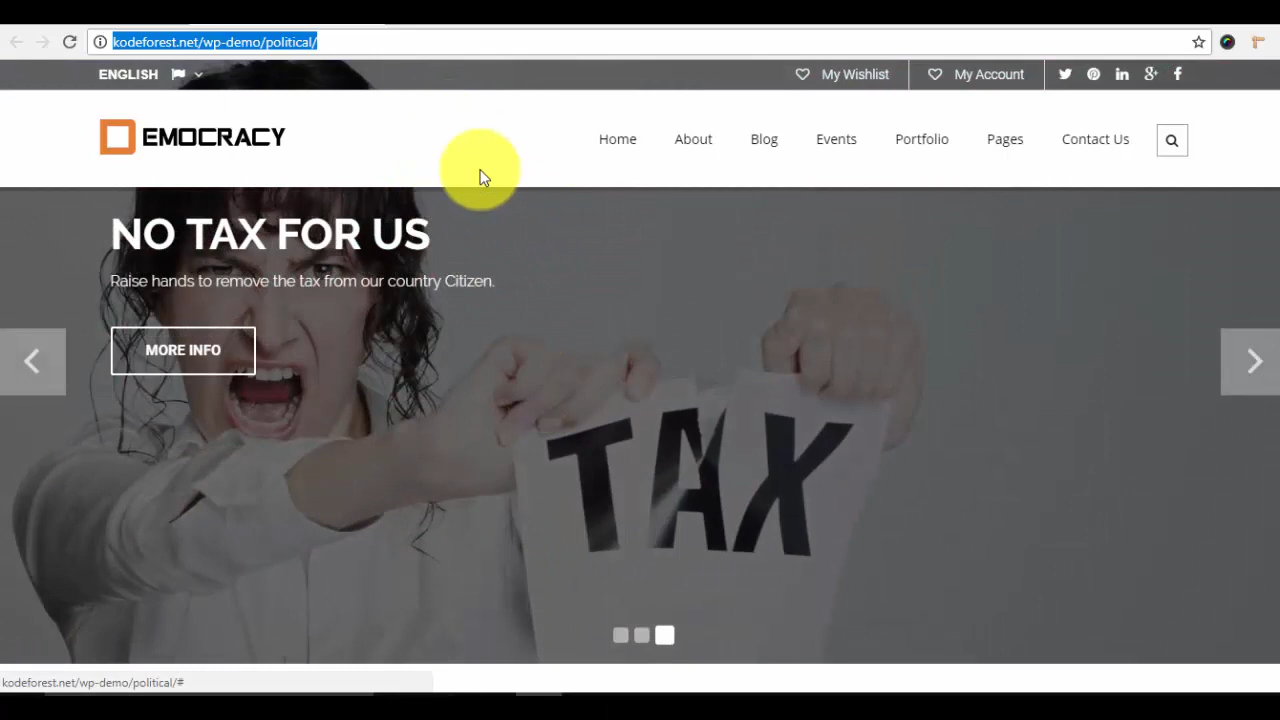 kodeforest.net/wp-demo/political/
ENGLISH
My Wishlist
My Account
EMOCRACY
Home
About
Blog
Events
Portfolio
Pages
Contact Us
NO TAX FOR US
Raise hands to remove the tax from our country Citizen.
MORE INFO
TAX
kodeforest.net/wp-demo/political/#